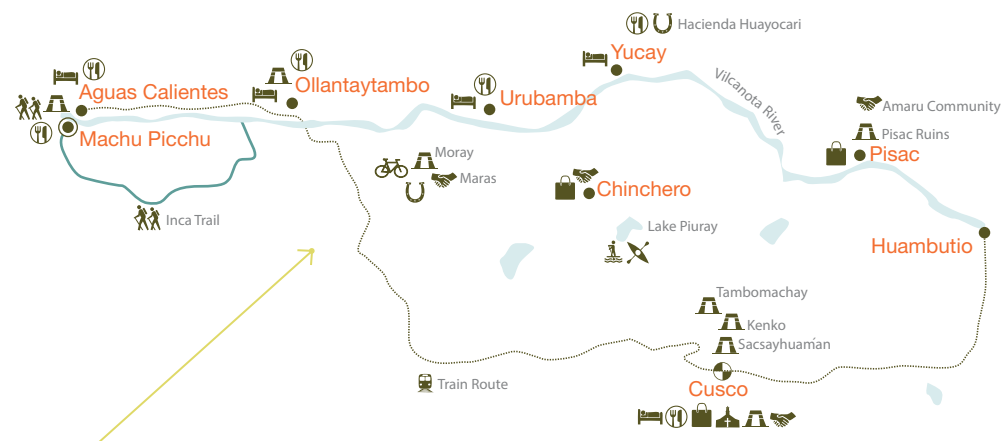 Hacienda Huayocari
Yucay
Vilcanota River
Aguas Calientes
Ollantaytambo
Urubamba
Amaru Community
Machu Picchu
Pisac Ruins
Pisac
Moray
Maras
Chinchero
Inca Trail
Lake Piuray
Huambutio
Tambomachay
Kenko
Sacsayhuamán
Train Route
Cusco